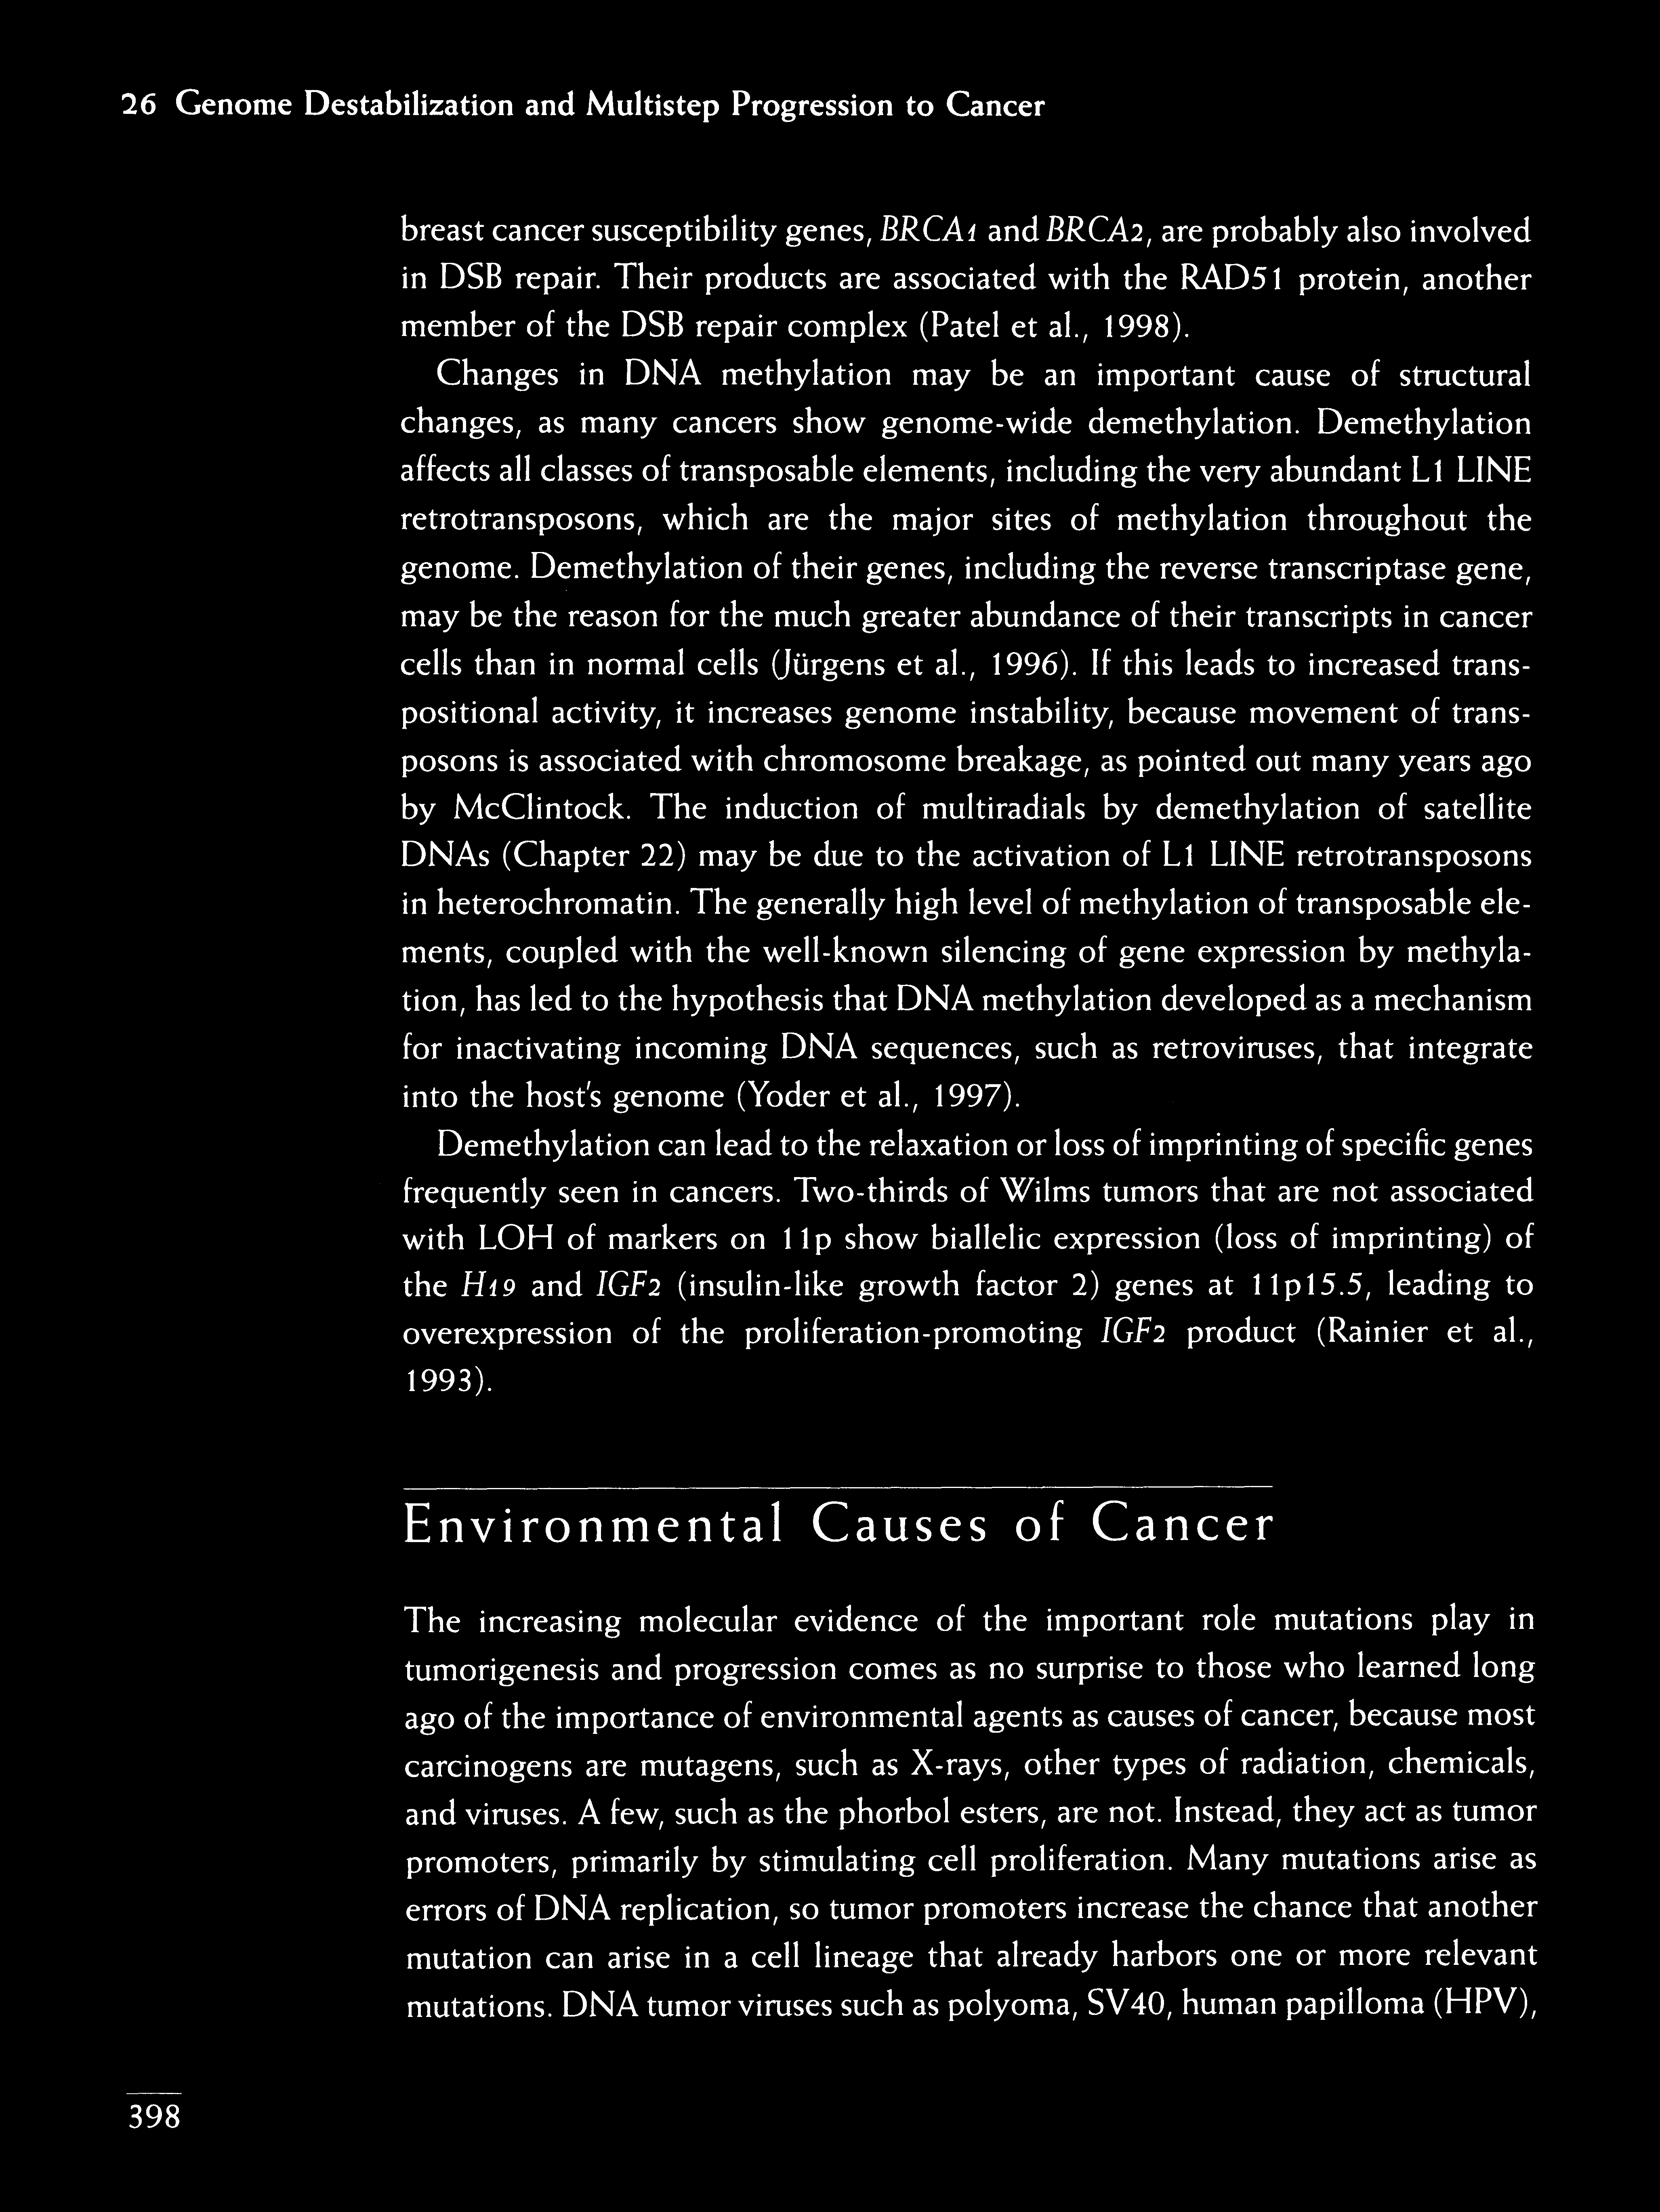 26 Genome Destabilization and Multistep Progression to Cancer
breast cancer susceptibility genes, BRCA1 and BRCA2, are probably also involved
in DSB repair. Their products are associated with the RAD51 protein, another
member of the DSB repair complex (Patel et al., 1998).
Changes in DNA methylation may be an important cause of structural
changes, as many cancers show genome-wide demethylation. Demethylation
affects all classes of transposable elements, including the very abundant L1 LINE
retrotransposons, which are the major sites of methylation throughout the
genome. Demethylation of their genes, including the reverse transcriptase gene,
may be the reason for the much greater abundance of their transcripts in cancer
cells than in normal cells (Jürgens et al., 1996). If this leads to increased trans-
positional activity, it increases genome instability, because movement of trans-
posons is associated with chromosome breakage, as pointed out many years ago
by McClintock. The induction of multiradials by demethylation of satellite
DNAs (Chapter 22) may be due to the activation of L1 LINE retrotransposons
in heterochromatin. The generally high level of methylation of transposable ele-
ments, coupled with the well-known silencing of gene expression by methyla-
tion, has led to the hypothesis that DNA methylation developed as a mechanism
for inactivating incoming DNA sequences, such as retroviruses, that integrate
into the host's genome (Yoder et al., 1997).
Demethylation can lead to the relaxation or loss of imprinting of specific genes
frequently seen in cancers. Two-thirds of Wilms tumors that are not associated
with LOH of markers on 11p show biallelic expression (loss of imprinting) of
the H19 and IGF2 (insulin-like growth factor 2) genes at 11p15.5, leading to
overexpression of the proliferation-promoting IGF2 product (Rainier et al.,
1993).
Environmental Causes of Cancer
The increasing molecular evidence of the important role mutations play in
tumorigenesis and progression comes as no surprise to those who learned long
ago of the importance of environmental agents as causes of cancer, because most
carcinogens are mutagens, such as X-rays, other types of radiation, chemicals,
and viruses. A few, such as the phorbol esters, are not. Instead, they act as tumor
promoters, primarily by stimulating cell proliferation. Many mutations arise as
errors of DNA replication, so tumor promoters increase the chance that another
mutation can arise in a cell lineage that already harbors one or more relevant
mutations. DNA tumor viruses such as polyoma, SV40, human papilloma (HPV),
398